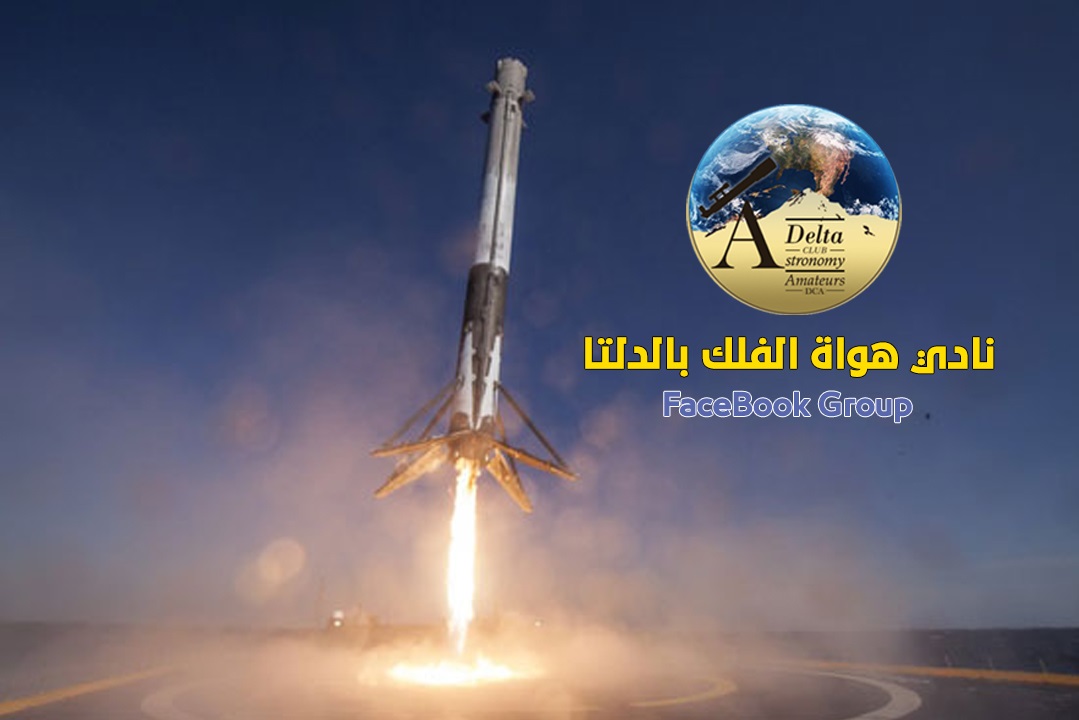 A Delta
CLUB
stronomy
Amateurs
DCA
نادي هواة الفلك بالدلتا
FaceBook Group